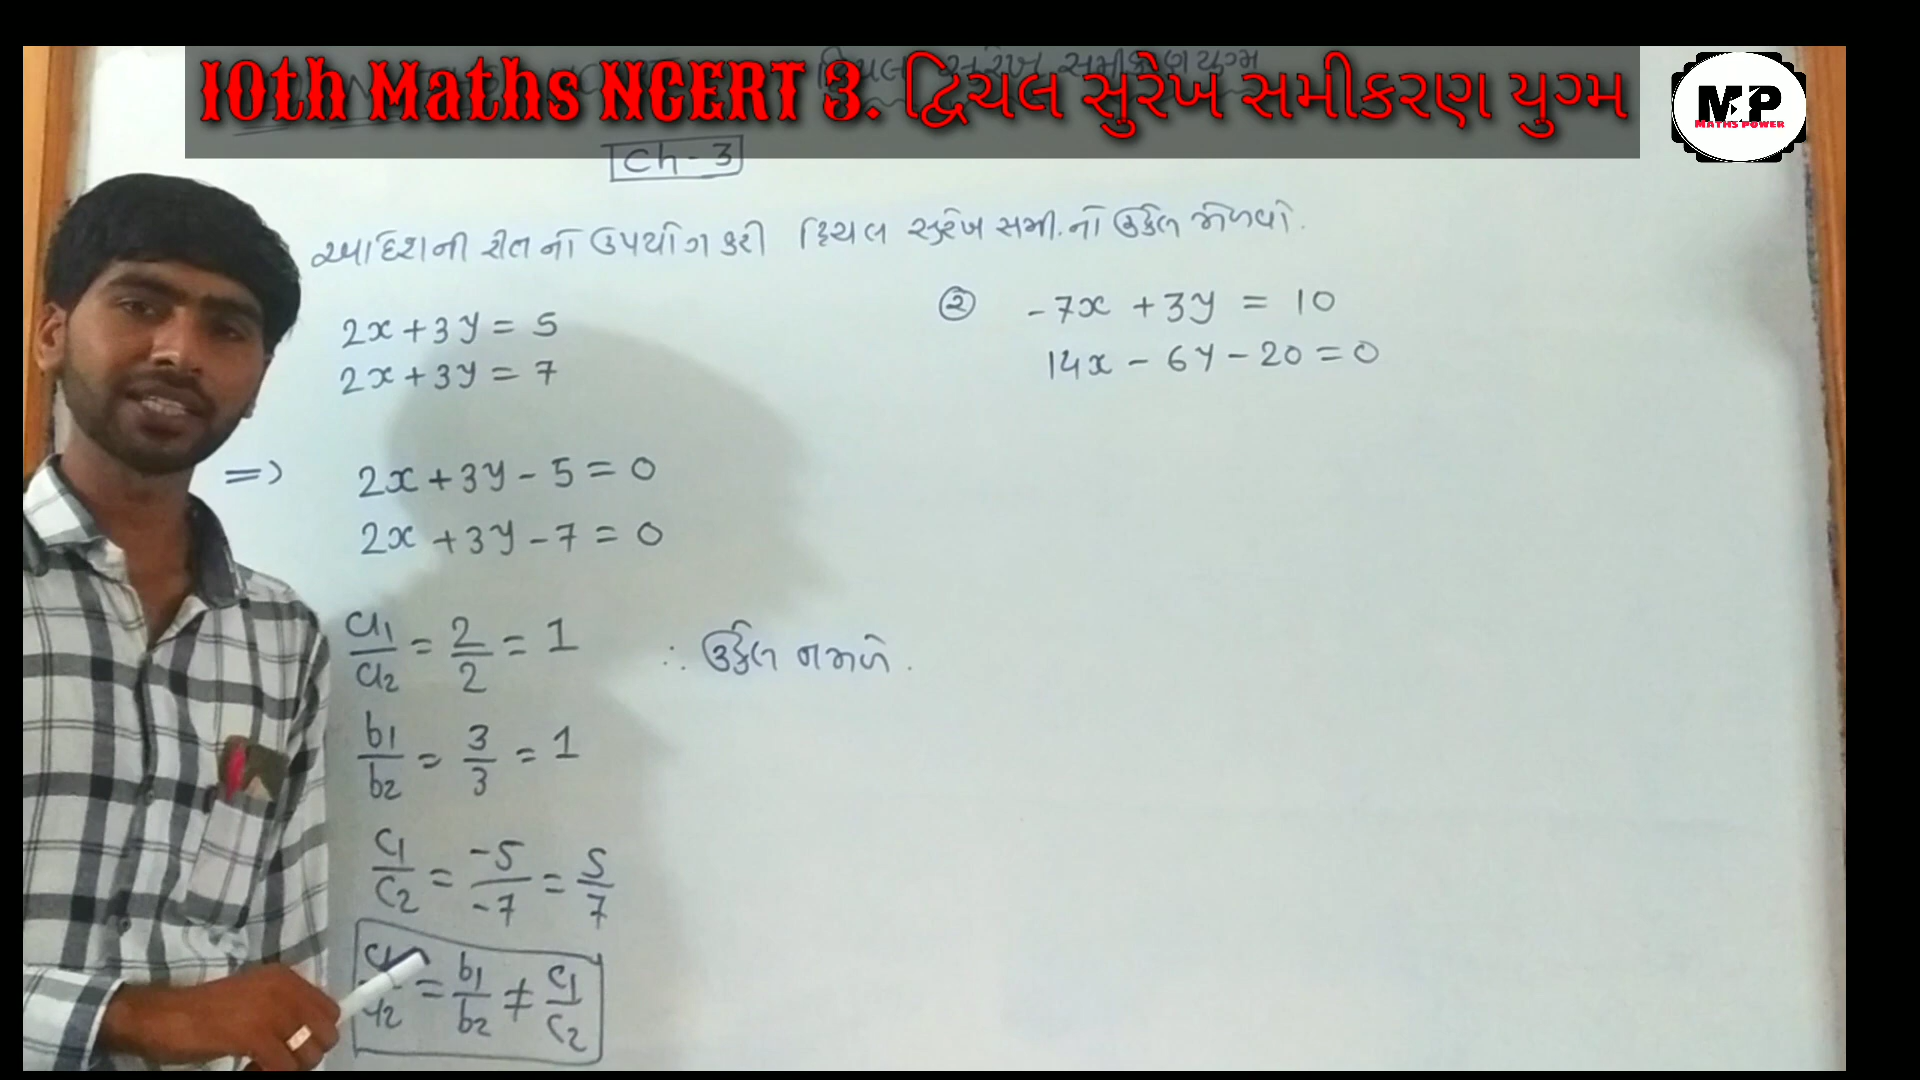 10th Maths NCERT 3. દ્વિચલ સુરેખ સમીકરણ યુગ્મ
MP
MATHS POWER
Ch - 3
આદેશની રીતનો ઉપયોગ કરી દ્વિચલ સુરેખ સમી.નો ઉકેલ મેળવો.
2x + 3y = 5
2x + 3y = 7
=> 2x + 3y - 5 = 0
2x + 3y - 7 = 0
a1/a2 = 2/2 = 1 ∴ ઉકેલ ન મળે.
b1/b2 = 3/3 = 1
c1/c2 = -5/-7 = 5/7
= b1/b2 ≠ c1/c2
② -7x + 3y = 10
14x - 6y - 20 = 0